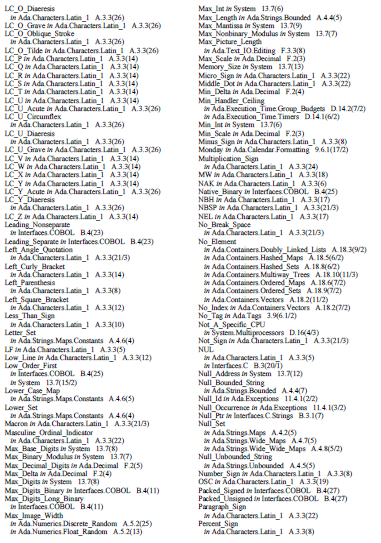 LC_O_Diaeresis
in Ada.Characters.Latin_1 A.3.3(26)
LC_O_Grave in Ada.Characters.Latin_1 A.3.3(26)
LC_O_Oblique_Stroke
in Ada.Characters.Latin_1 A.3.3(26)
LC_O_Tilde in Ada.Characters.Latin_1 A.3.3(26)
LC_P in Ada.Characters.Latin_1 A.3.3(14)
LC_Q in Ada.Characters.Latin_1 A.3.3(14)
LC_R in Ada.Characters.Latin_1 A.3.3(14)
LC_S in Ada.Characters.Latin_1 A.3.3(14)
LC_T in Ada.Characters.Latin_1 A.3.3(14)
LC_U in Ada.Characters.Latin_1 A.3.3(14)
LC_U_Acute in Ada.Characters.Latin_1 A.3.3(26)
LC_U_Circumflex
in Ada.Characters.Latin_1 A.3.3(26)
LC_U_Diaeresis
in Ada.Characters.Latin_1 A.3.3(26)
LC_U_Grave in Ada.Characters.Latin_1 A.3.3(26)
LC_V in Ada.Characters.Latin_1 A.3.3(14)
LC_W in Ada.Characters.Latin_1 A.3.3(14)
LC_X in Ada.Characters.Latin_1 A.3.3(14)
LC_Y in Ada.Characters.Latin_1 A.3.3(14)
LC_Y_Acute in Ada.Characters.Latin_1 A.3.3(26)
LC_Y_Diaeresis
in Ada.Characters.Latin_1 A.3.3(26)
LC_Z in Ada.Characters.Latin_1 A.3.3(14)
Leading_Nonseparate
in Interfaces.COBOL B.4(23)
Leading_Separate in Interfaces.COBOL B.4(23)
Left_Angle_Quotation
in Ada.Characters.Latin_1 A.3.3(21/3)
Left_Curly_Bracket
in Ada.Characters.Latin_1 A.3.3(14)
Left_Parenthesis
in Ada.Characters.Latin_1 A.3.3(8)
Left_Square_Bracket
in Ada.Characters.Latin_1 A.3.3(12)
Less_Than_Sign
in Ada.Characters.Latin_1 A.3.3(10)
Letter_Set
in Ada.Strings.Maps.Constants A.4.6(4)
LF in Ada.Characters.Latin_1 A.3.3(5)
Low_Line in Ada.Characters.Latin_1 A.3.3(12)
Low_Order_First
in Interfaces.COBOL B.4(25)
in System 13.7(15/2)
Lower_Case_Map
in Ada.Strings.Maps.Constants A.4.6(5)
Lower_Set
in Ada.Strings.Maps.Constants A.4.6(4)
Macron in Ada.Characters.Latin_1 A.3.3(21/3)
Masculine_Ordinal_Indicator
in Ada.Characters.Latin_1 A.3.3(22)
Max_Base_Digits in System 13.7(8)
Max_Binary_Modulus in System 13.7(7)
Max_Decimal_Digits in Ada.Decimal F.2(5)
Max_Delta in Ada.Decimal F.2(4)
Max_Digits in System 13.7(8)
Max_Digits_Binary in Interfaces.COBOL B.4(11)
Max_Digits_Long_Binary
in Interfaces.COBOL B.4(11)
Max_Image_Width
in Ada.Numerics.Discrete_Random A.5.2(25)
in Ada.Numerics.Float_Random A.5.2(13)
Max_Int in System 13.7(6)
Max_Length in Ada.Strings.Bounded A.4.4(5)
Max_Mantissa in System 13.7(9)
Max_Nonbinary_Modulus in System 13.7(7)
Max_Picture_Length
in Ada.Text_IO.Editing F.3.3(8)
Max_Scale in Ada.Decimal F.2(3)
Memory_Size in System 13.7(13)
Micro_Sign in Ada.Characters.Latin_1 A.3.3(22)
Middle_Dot in Ada.Characters.Latin_1 A.3.3(22)
Min_Delta in Ada.Decimal F.2(4)
Min_Handler_Ceiling
in Ada.Execution_Time.Group_Budgets D.14.2(7/2)
in Ada.Execution_Time.Timers D.14.1(6/2)
Min_Int in System 13.7(6)
Min_Scale in Ada.Decimal F.2(3)
Minus_Sign in Ada.Characters.Latin_1 A.3.3(8)
Monday in Ada.Calendar.Formatting 9.6.1(17/2)
Multiplication_Sign
in Ada.Characters.Latin_1 A.3.3(24)
MW in Ada.Characters.Latin_1 A.3.3(18)
NAK in Ada.Characters.Latin_1 A.3.3(6)
Native_Binary in Interfaces.COBOL B.4(25)
NBH in Ada.Characters.Latin_1 A.3.3(17)
NBSP in Ada.Characters.Latin_1 A.3.3(21/3)
NEL in Ada.Characters.Latin_1 A.3.3(17)
No_Break_Space
in Ada.Characters.Latin_1 A.3.3(21/3)
No_Element
in Ada.Containers.Doubly_Linked_Lists A.18.3(9/2)
in Ada.Containers.Hashed_Maps A.18.5(6/2)
in Ada.Containers.Hashed_Sets A.18.8(6/2)
in Ada.Containers.Multiway_Trees A.18.10(11/3)
in Ada.Containers.Ordered_Maps A.18.6(7/2)
in Ada.Containers.Ordered_Sets A.18.9(7/2)
in Ada.Containers.Vectors A.18.2(11/2)
No_Index in Ada.Containers.Vectors A.18.2(7/2)
No_Tag in Ada.Tags 3.9(6.1/2)
Not_A_Specific_CPU
in System.Multiprocessors D.16(4/3)
Not_Sign in Ada.Characters.Latin_1 A.3.3(21/3)
NUL
in Ada.Characters.Latin_1 A.3.3(5)
in Interfaces.C B.3(20/1)
Null_Address in System 13.7(12)
Null_Bounded_String
in Ada.Strings.Bounded A.4.4(7)
Null_Id in Ada.Exceptions 11.4.1(2/2)
Null_Occurrence in Ada.Exceptions 11.4.1(3/2)
Null_Ptr in Interfaces.C.Strings B.3.1(7)
Null_Set
in Ada.Strings.Maps A.4.2(5)
in Ada.Strings.Wide_Maps A.4.7(5)
in Ada.Strings.Wide_Wide_Maps A.4.8(5/2)
Null_Unbounded_String
in Ada.Strings.Unbounded A.4.5(5)
Number_Sign in Ada.Characters.Latin_1 A.3.3(8)
OSC in Ada.Characters.Latin_1 A.3.3(19)
Packed_Signed in Interfaces.COBOL B.4(27)
Packed_Unsigned in Interfaces.COBOL B.4(27)
Paragraph_Sign
in Ada.Characters.Latin_1 A.3.3(22)
Percent_Sign
in Ada.Characters.Latin_1 A.3.3(8)